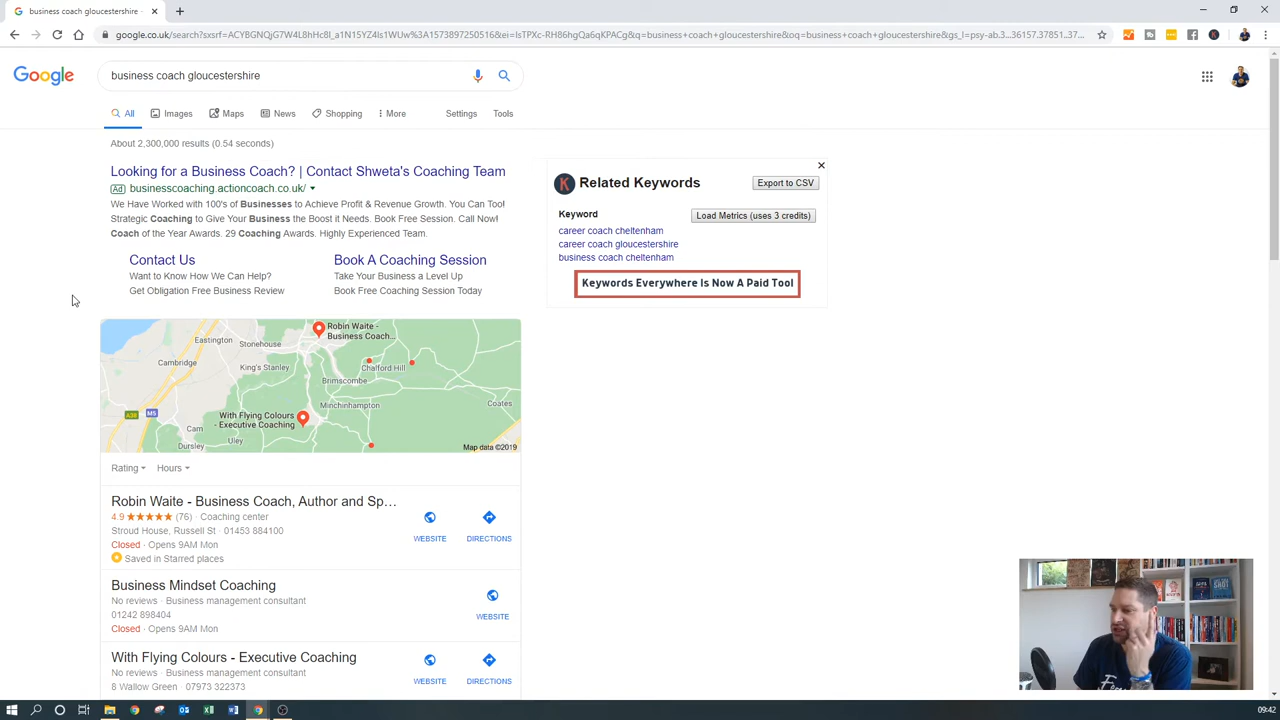 business coach gloucestershire -
google.co.uk/search?sxsrf=ACYBGNQjG7W4L8hHc8I_a1N15YZ4Is1WUw%3A1573897250516&ei=IsTPXc-RH86hgQa6qKPACg&q=business+coach+gloucestershire&oq=business+coach+gloucestershire&gs_l=psy-ab.3...36157.37851..37...
Google
business coach gloucestershire
All Images Maps News Shopping More Settings Tools
About 2,300,000 results (0.54 seconds)
Looking for a Business Coach? | Contact Shweta's Coaching Team
Ad businesscoaching.actioncoach.co.uk/
We Have Worked with 100's of Businesses to Achieve Profit & Revenue Growth. You Can Too!
Strategic Coaching to Give Your Business the Boost it Needs. Book Free Session. Call Now!
Coach of the Year Awards. 29 Coaching Awards. Highly Experienced Team.
Contact Us
Want to Know How We Can Help?
Get Obligation Free Business Review
Book A Coaching Session
Take Your Business a Level Up
Book Free Coaching Session Today
K Related Keywords
Export to CSV
Keyword
Load Metrics (uses 3 credits)
career coach cheltenham
career coach gloucestershire
business coach cheltenham
Keywords Everywhere Is Now A Paid Tool
Robin Waite -
Business Coach...
Eastington
Stonehouse
Cambridge
King's Stanley
Chalford Hill
Brimscombe
Minchinhampton
Coates
A38
M5
With Flying Colours
- Executive Coaching
Cam
Uley
Dursley
Map data ©2019
Rating Hours
Robin Waite - Business Coach, Author and Sp...
4.9 (76) · Coaching center
Stroud House, Russell St · 01453 884100
Closed · Opens 9AM Mon
Saved in Starred places
WEBSITE
DIRECTIONS
Business Mindset Coaching
No reviews · Business management consultant
01242 898404
Closed · Opens 9AM Mon
WEBSITE
With Flying Colours - Executive Coaching
No reviews · Business management consultant
8 Wallow Green · 07973 322373
WEBSITE
DIRECTIONS
09:42